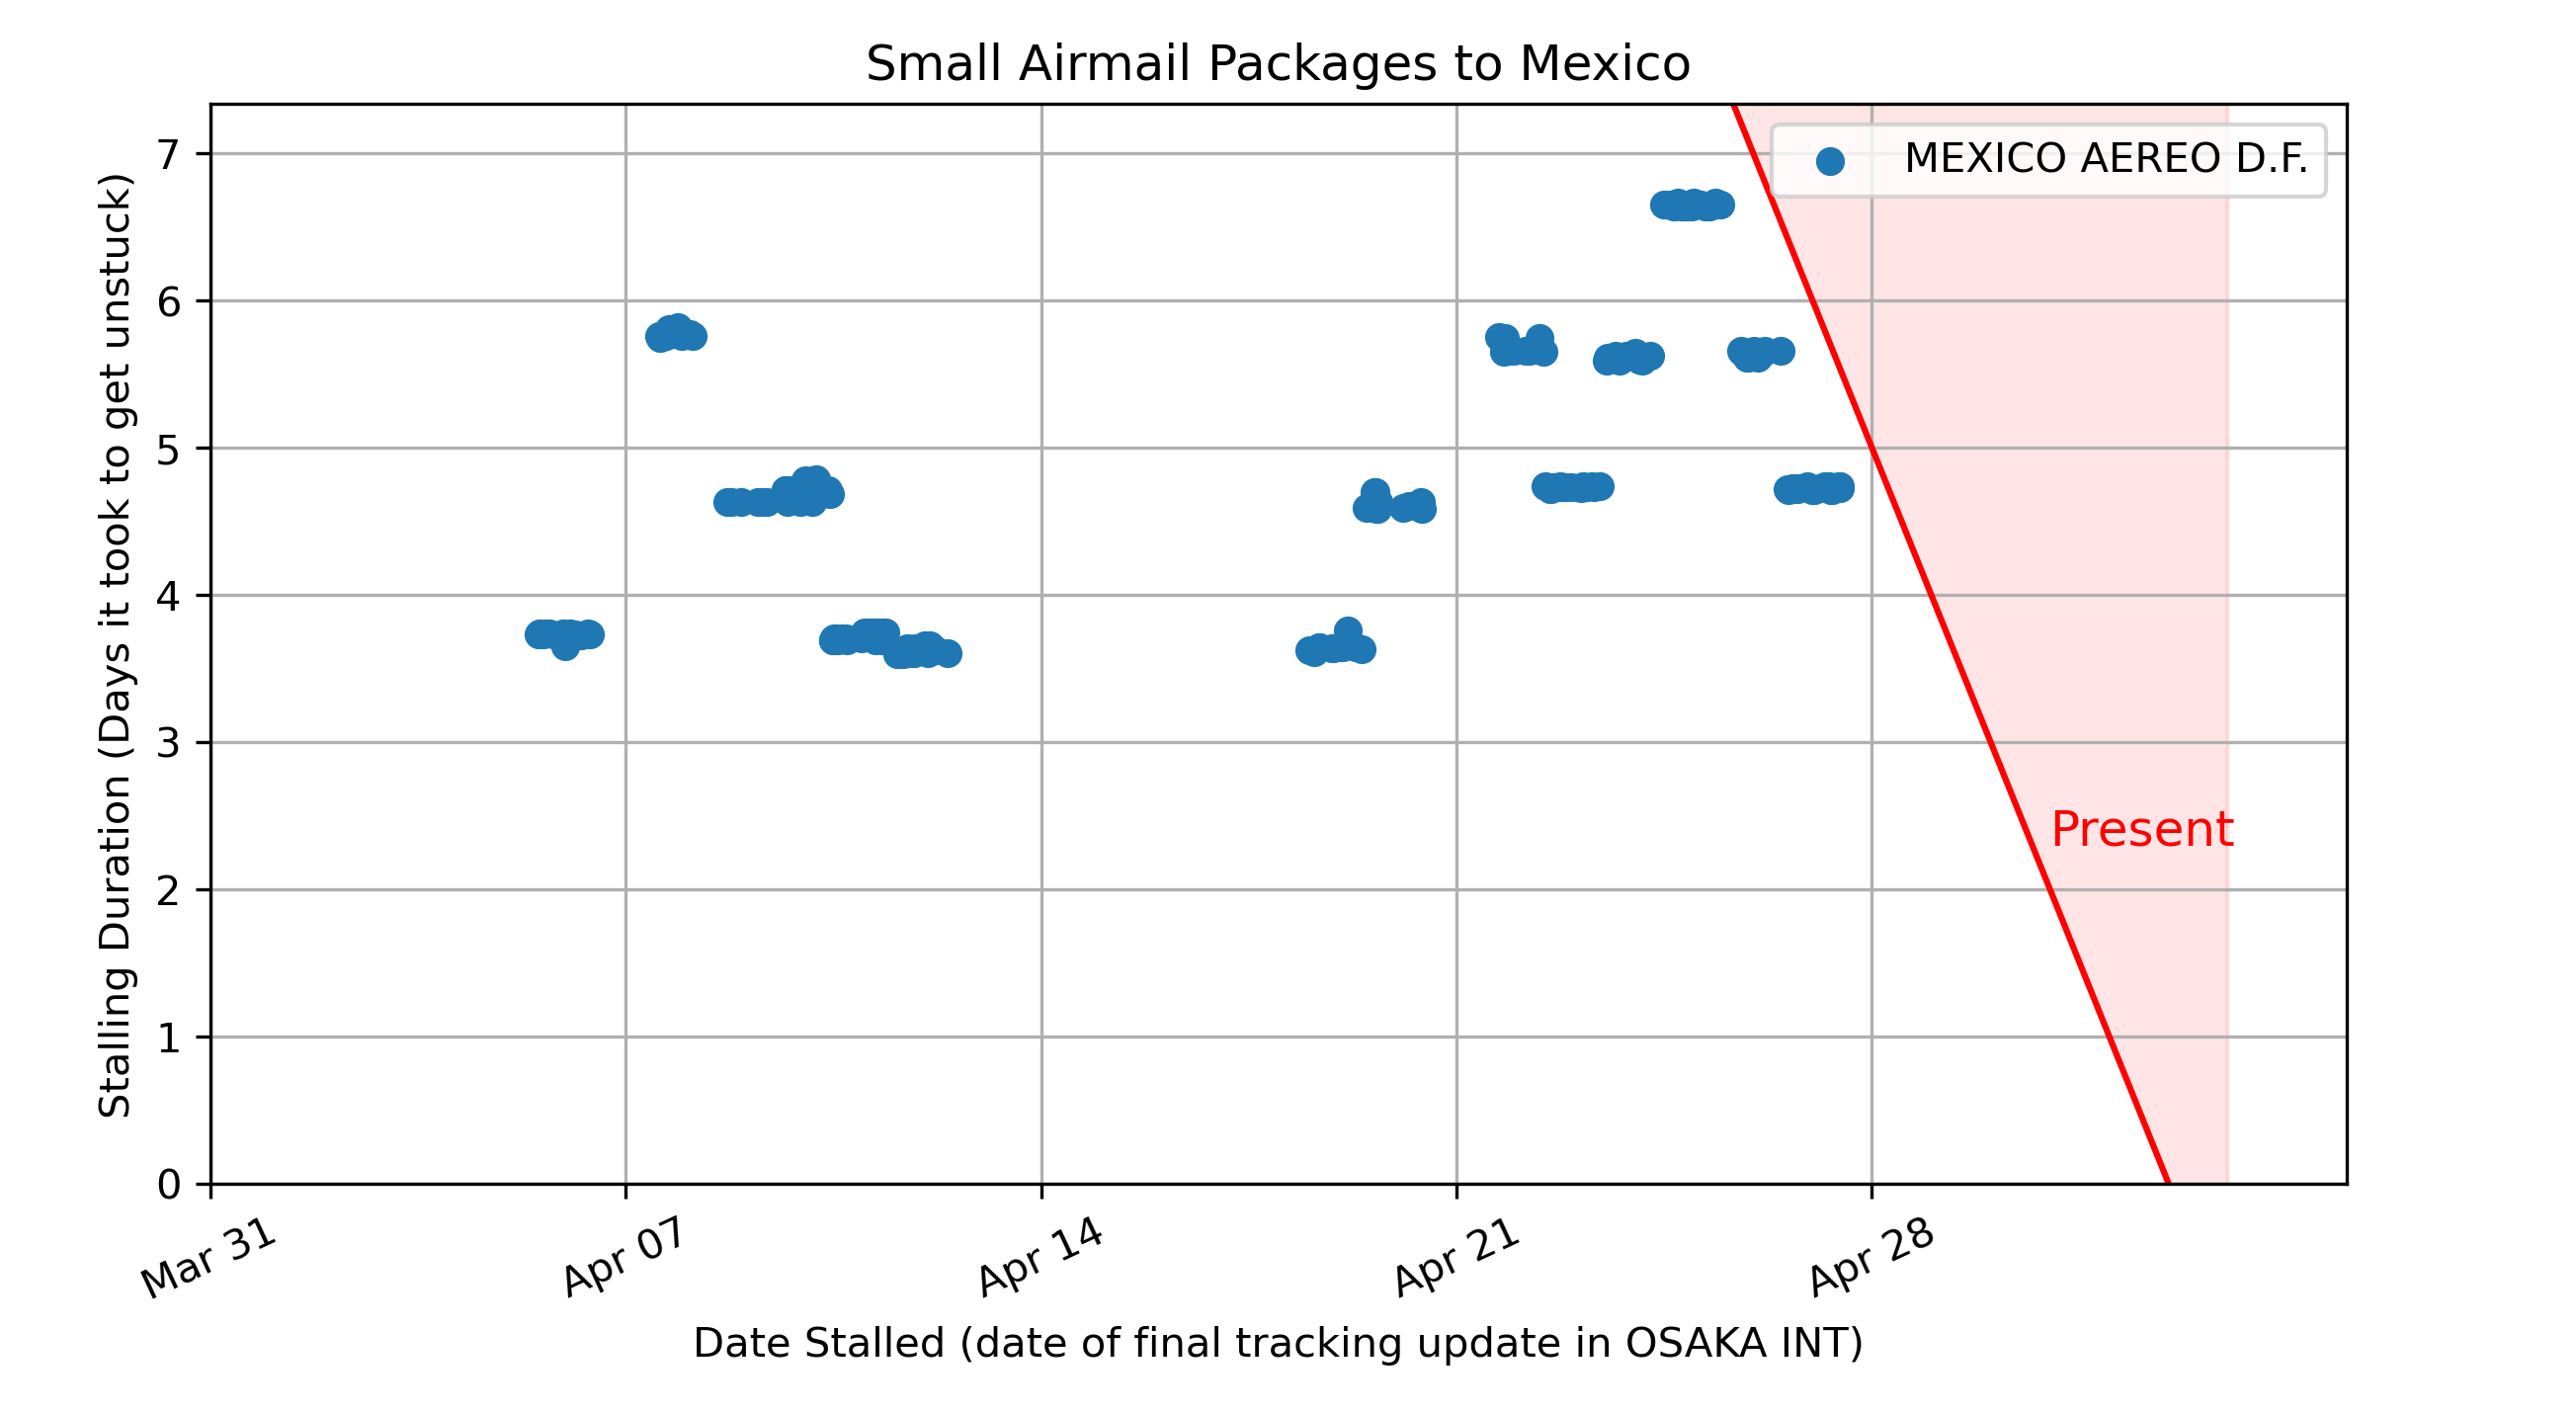 Small Airmail Packages to Mexico
MEXICO AEREO D.F.
Present
Stalling Duration (Days it took to get unstuck)
7
6
5
4
3
2
1
0
Mar 31
Apr 07
Apr 14
Apr 21
Apr 28
Date Stalled (date of final tracking update in OSAKA INT)